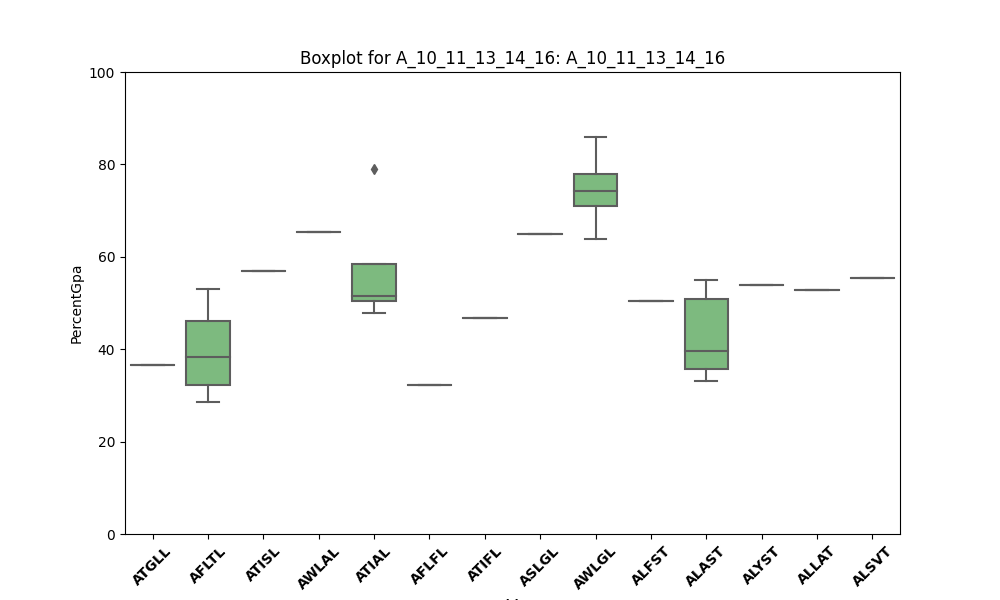 Boxplot for A_10_11_13_14_16: A_10_11_13_14_16
100
80
60
40
20
0
PercentGpa
ATGLL
AFLTL
ATISL
AWLAL
ATIAL
AFLFL
ATIFL
ASLGL
AWLGL
ALFST
ALAST
ALYST
ALLAT
ALSVT